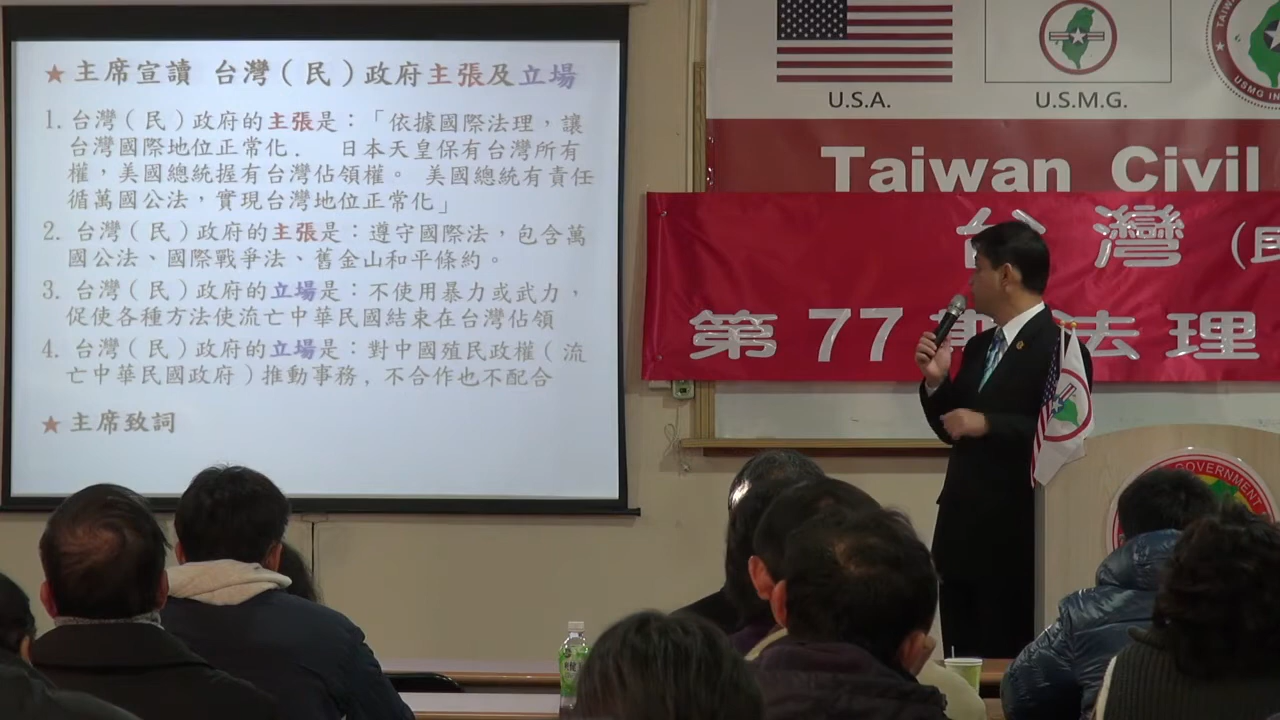 ★ 主席宣讀 台灣(民)政府主張及立場
1. 台灣(民)政府的主張是:「依據國際法理,讓
台灣國際地位正常化. 日本天皇保有台灣所有
權,美國總統握有台灣佔領權。 美國總統有責任
循萬國公法,實現台灣地位正常化」
2. 台灣(民)政府的主張是:遵守國際法,包含萬
國公法、國際戰爭法、舊金山和平條約。
3. 台灣(民)政府的立場是:不使用暴力或武力,
促使各種方法使流亡中華民國結束在台灣佔領
4. 台灣(民)政府的立場是:對中國殖民政權(流
亡中華民國政府)推動事務,不合作也不配合
★ 主席致詞
U.S.A.
U.S.M.G.
USMG IN
Taiwan Civil
台灣(民
第77期法理
GOVERNMENT